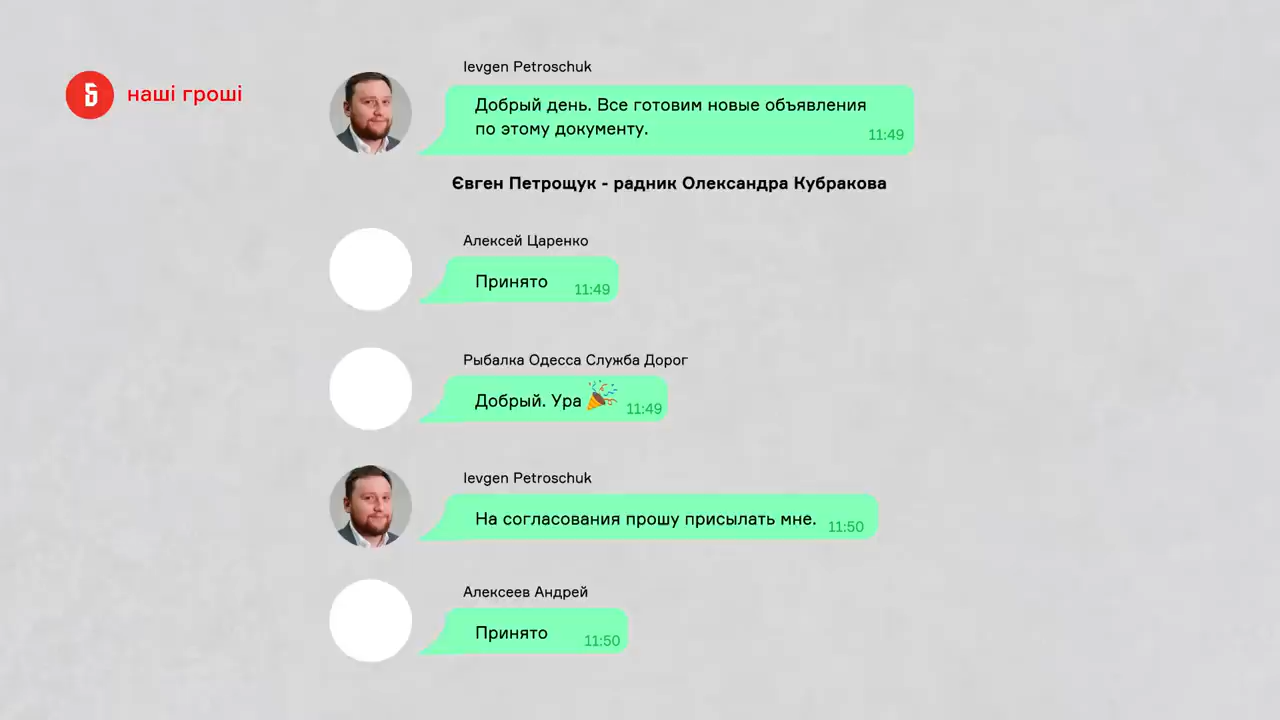 наші гроші
Ievgen Petroschuk
Добрый день. Все готовим новые объявления
по этому документу.
11:49
Євген Петрощук - радник Олександра Кубракова
Алексей Царенко
Принято
11:49
Рыбалка Одесса Служба Дорог
Добрый. Ура 🎉
11:49
Ievgen Petroschuk
На согласования прошу присылать мне.
11:50
Алексеев Андрей
Принято
11:50